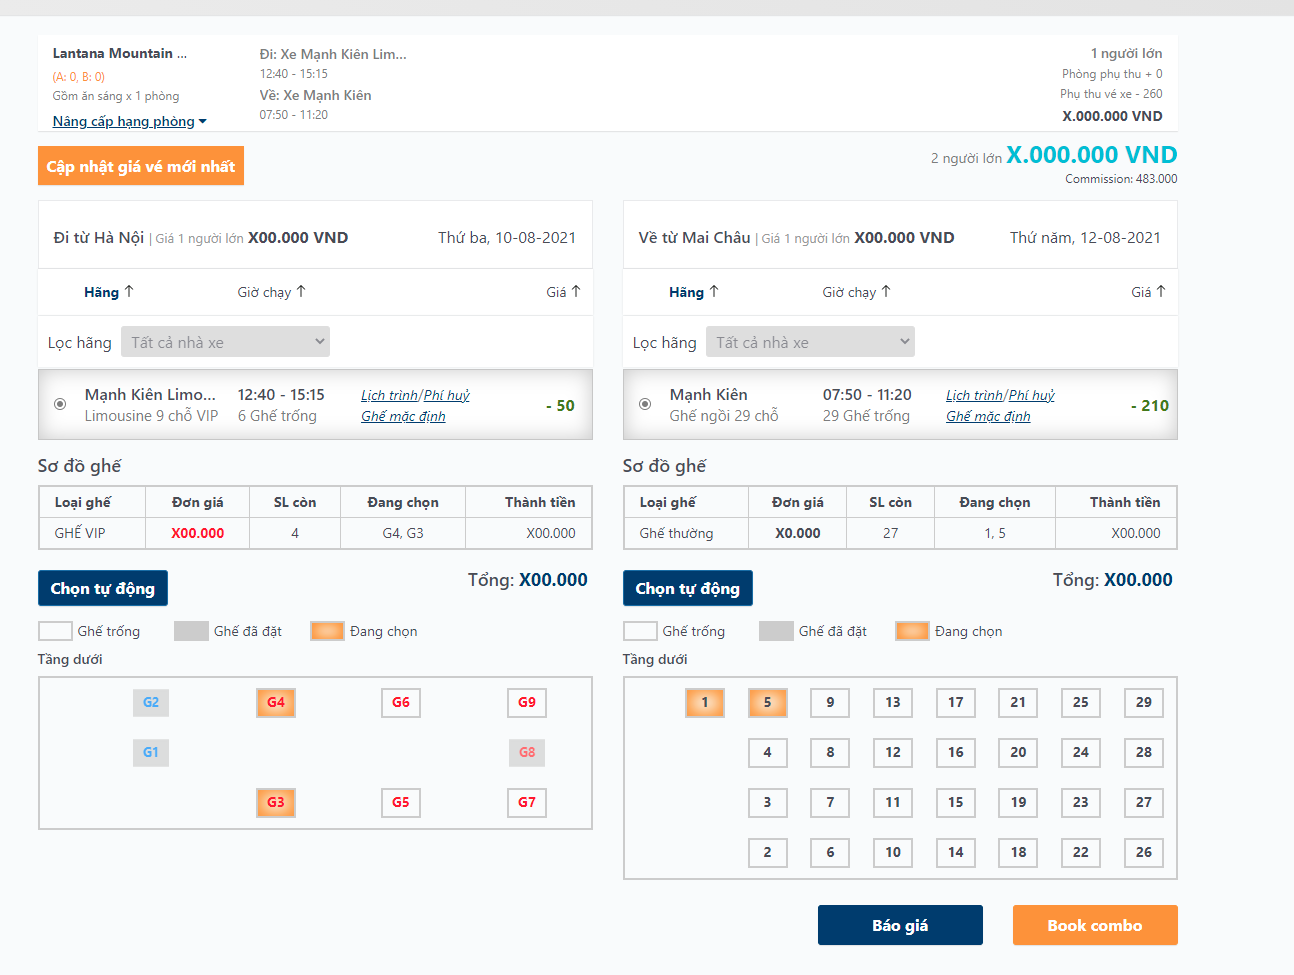 Lantana Mountain ...
(A: 0, B: 0)
Gồm ăn sáng x 1 phòng
Nâng cấp hạng phòng
Đi: Xe Mạnh Kiên Lim...
12:40 - 15:15
Về: Xe Mạnh Kiên
07:50 - 11:20
1 người lớn
Phòng phụ thu + 0
Phụ thu vé xe - 260
X.000.000 VND
Cập nhật giá vé mới nhất
2 người lớn X.000.000 VND
Commission: 483.000
Đi từ Hà Nội | Giá 1 người lớn X00.000 VND Thứ ba, 10-08-2021
Hãng ↑ Giờ chạy ↑ Giá ↑
Lọc hãng Tất cả nhà xe
Mạnh Kiên Limo... 12:40 - 15:15 Lịch trình/Phí huỷ
Limousine 9 chỗ VIP 6 Ghế trống Ghế mặc định
- 50
Sơ đồ ghế
Loại ghế Đơn giá SL còn Đang chọn Thành tiền
GHẾ VIP X00.000 4 G4, G3 X00.000
Chọn tự động Tổng: X00.000
Ghế trống Ghế đã đặt Đang chọn
Tầng dưới
G2 G4 G6 G9
G1 G8
G3 G5 G7
Về từ Mai Châu | Giá 1 người lớn X00.000 VND Thứ năm, 12-08-2021
Hãng ↑ Giờ chạy ↑ Giá ↑
Lọc hãng Tất cả nhà xe
Mạnh Kiên 07:50 - 11:20 Lịch trình/Phí huỷ
Ghế ngồi 29 chỗ 29 Ghế trống Ghế mặc định
- 210
Sơ đồ ghế
Loại ghế Đơn giá SL còn Đang chọn Thành tiền
Ghế thường X0.000 27 1, 5 X00.000
Chọn tự động Tổng: X00.000
Ghế trống Ghế đã đặt Đang chọn
Tầng dưới
1 5 9 13 17 21 25 29
4 8 12 16 20 24 28
3 7 11 15 19 23 27
2 6 10 14 18 22 26
Báo giá Book combo